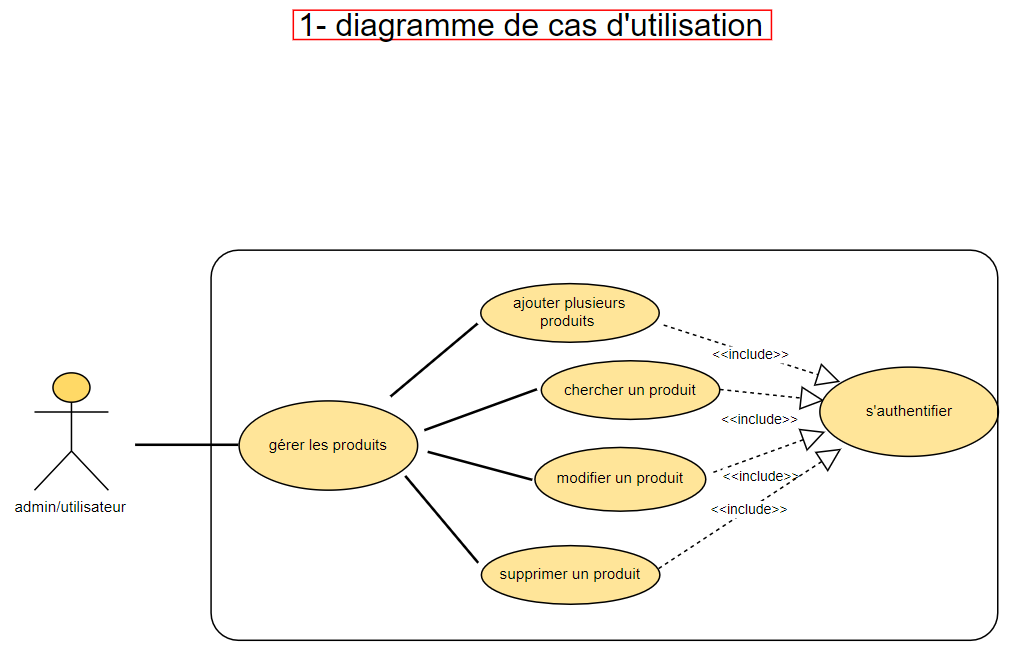 1- diagramme de cas d'utilisation
ajouter plusieurs
produits
<<include>>
chercher un produit
s'authentifier
<<include>>
gérer les produits
modifier un produit
<<include>>
admin/utilisateur
<<include>>
supprimer un produit